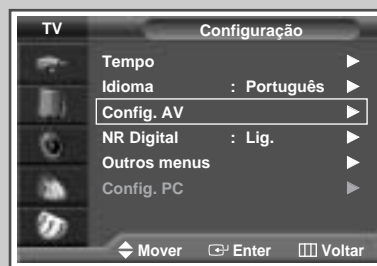 TV Configuração
Tempo
Idioma : Português
Config. AV
NR Digital : Lig.
Outros menus
Config. PC
Mover Enter Voltar